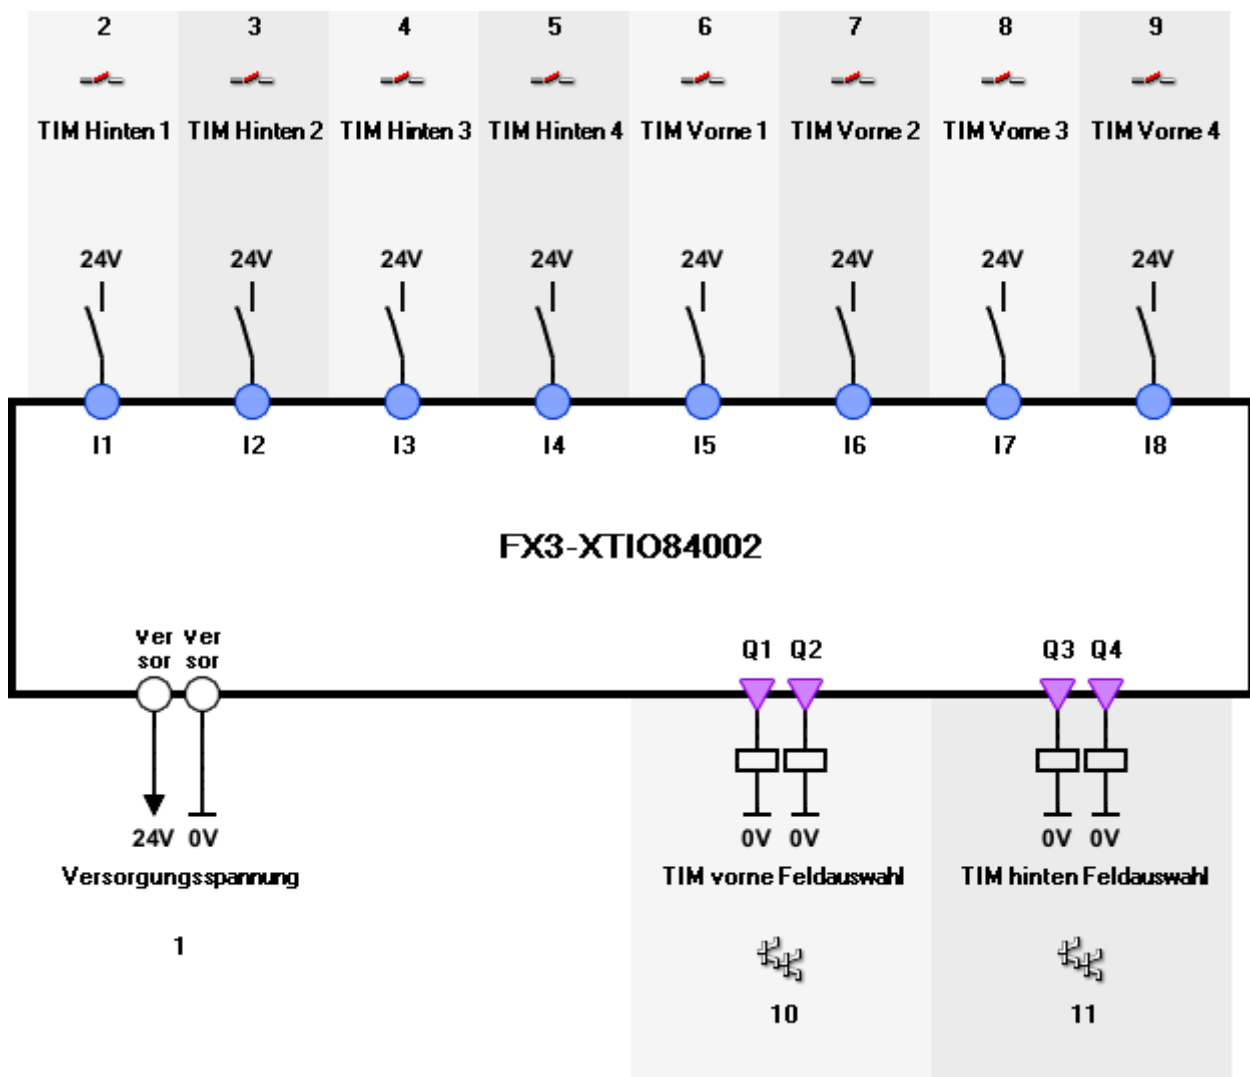 2 3 4 5 6 7 8 9
TIM Hinten 1 TIM Hinten 2 TIM Hinten 3 TIM Hinten 4 TIM Vorne 1 TIM Vorne 2 TIM Vorne 3 TIM Vorne 4
24V 24V 24V 24V 24V 24V 24V 24V
I1 I2 I3 I4 I5 I6 I7 I8
FX3-XTIO84002
Ver Ver
sor sor
Q1 Q2 Q3 Q4
24V 0V 0V 0V 0V 0V
Versorgungsspannung TIM vorne Feldauswahl TIM hinten Feldauswahl
1
10 11